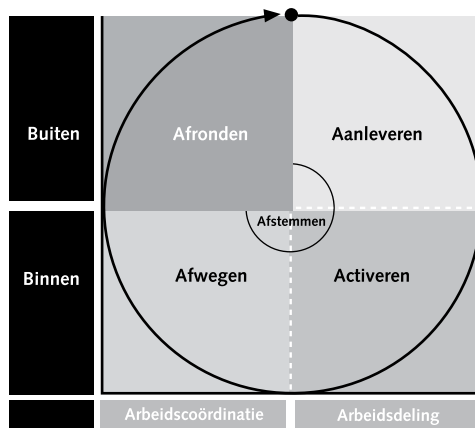 Buiten
Afronden
Aanleveren
Afstemmen
Binnen
Afwegen
Activeren
Arbeidscoördinatie
Arbeidsdeling